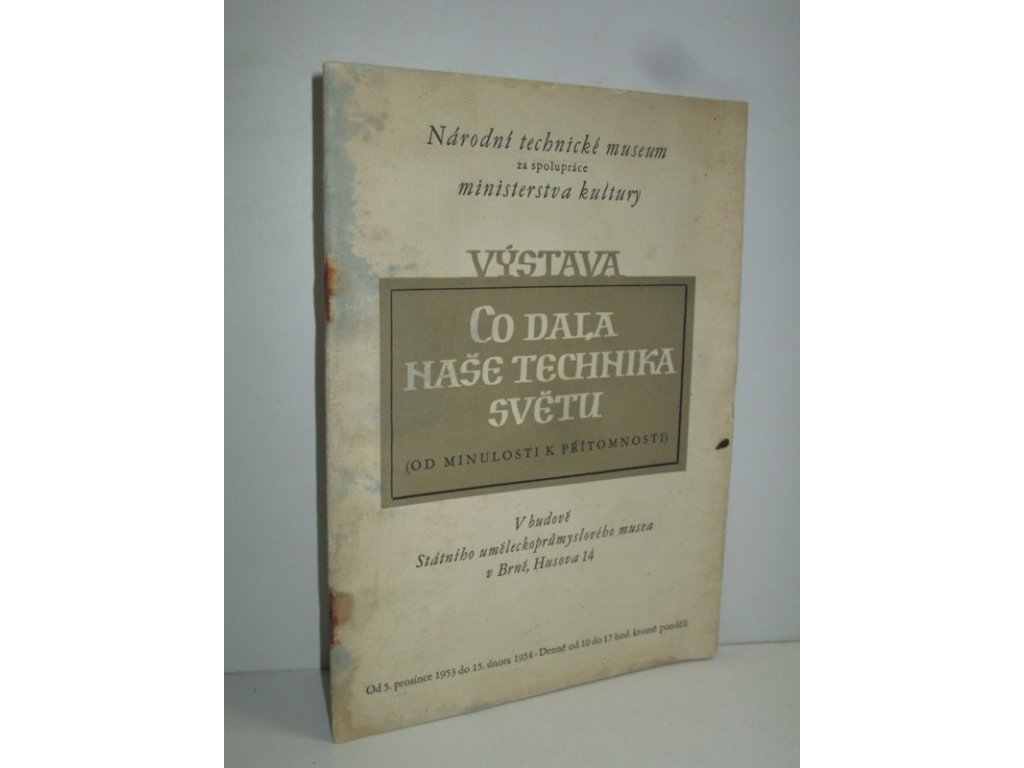 Národní technické museum
za spolupráce
ministerstva kultury
VÝSTAVA
CO DALA
NAŠE TECHNIKA
SVĚTU
(OD MINULOSTI K PŘÍTOMNOSTI)
V budově
Státního uměleckoprůmyslového musea
v Brně, Husova 14
Od 5. prosince 1953 do 15. února 1954 · Denně od 10 do 17 hod. kromě pondělí